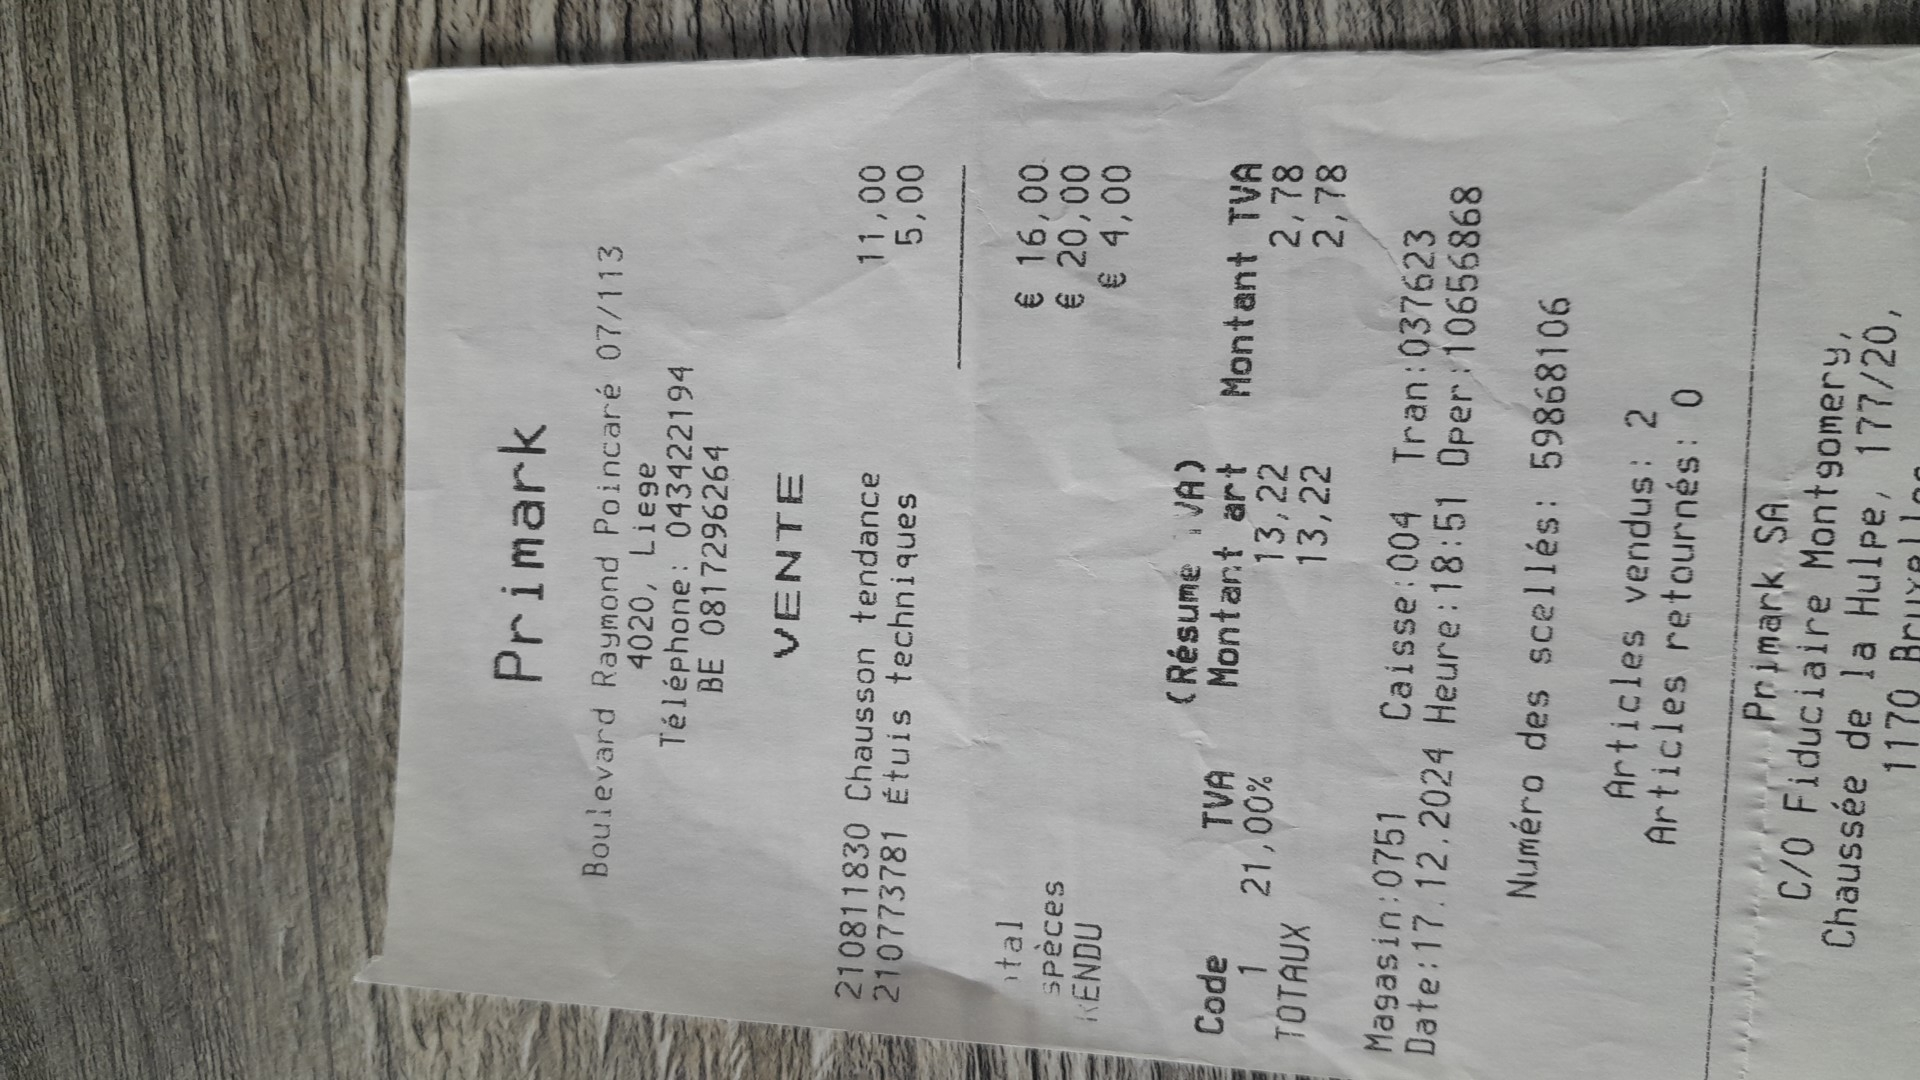 Primark
Boulevard Raymond Poincaré 07/113
4020, Liege
Téléphone: 043422194
BE 0817296264
VENTE
210811830 Chausson tendance 11,00
210773781 Étuis techniques 5,00
€ 16,00
€ 20,00
RENDU € 4,00
(Résumé
Code TVA Montant art Montant TVA
1 21,00% 13,22 2,78
TOTAUX 13,22 2,78
Magasin:0751 Caisse:004 Tran:037623
Date:17.12.2024 Heure:18:51 Oper:10656868
Numéro des scellés: 59868106
Articles vendus: 2
Articles retournés: 0
Primark SA
C/O Fiduciaire Montgomery,
Chaussée de la Hulpe, 177/20,
1170 Bruxelles